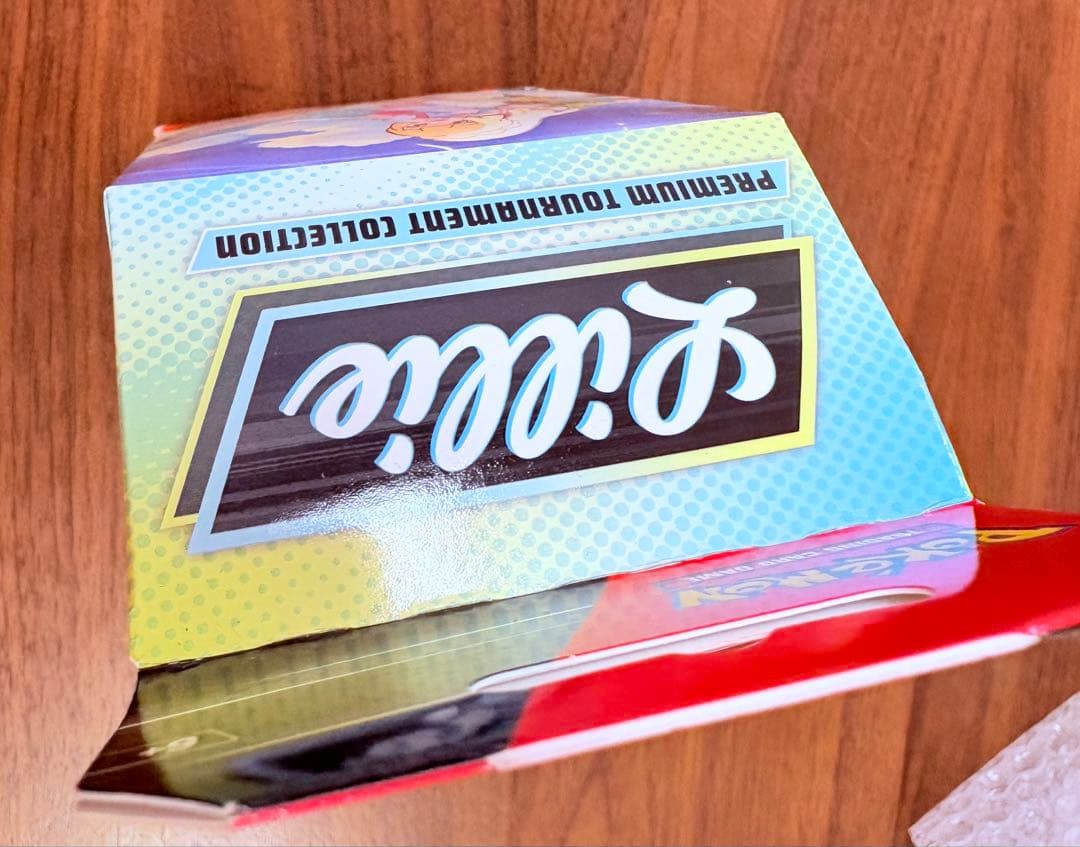 Pokémon
TRADING CARD GAME
Lillie
PREMIUM TOURNAMENT COLLECTION